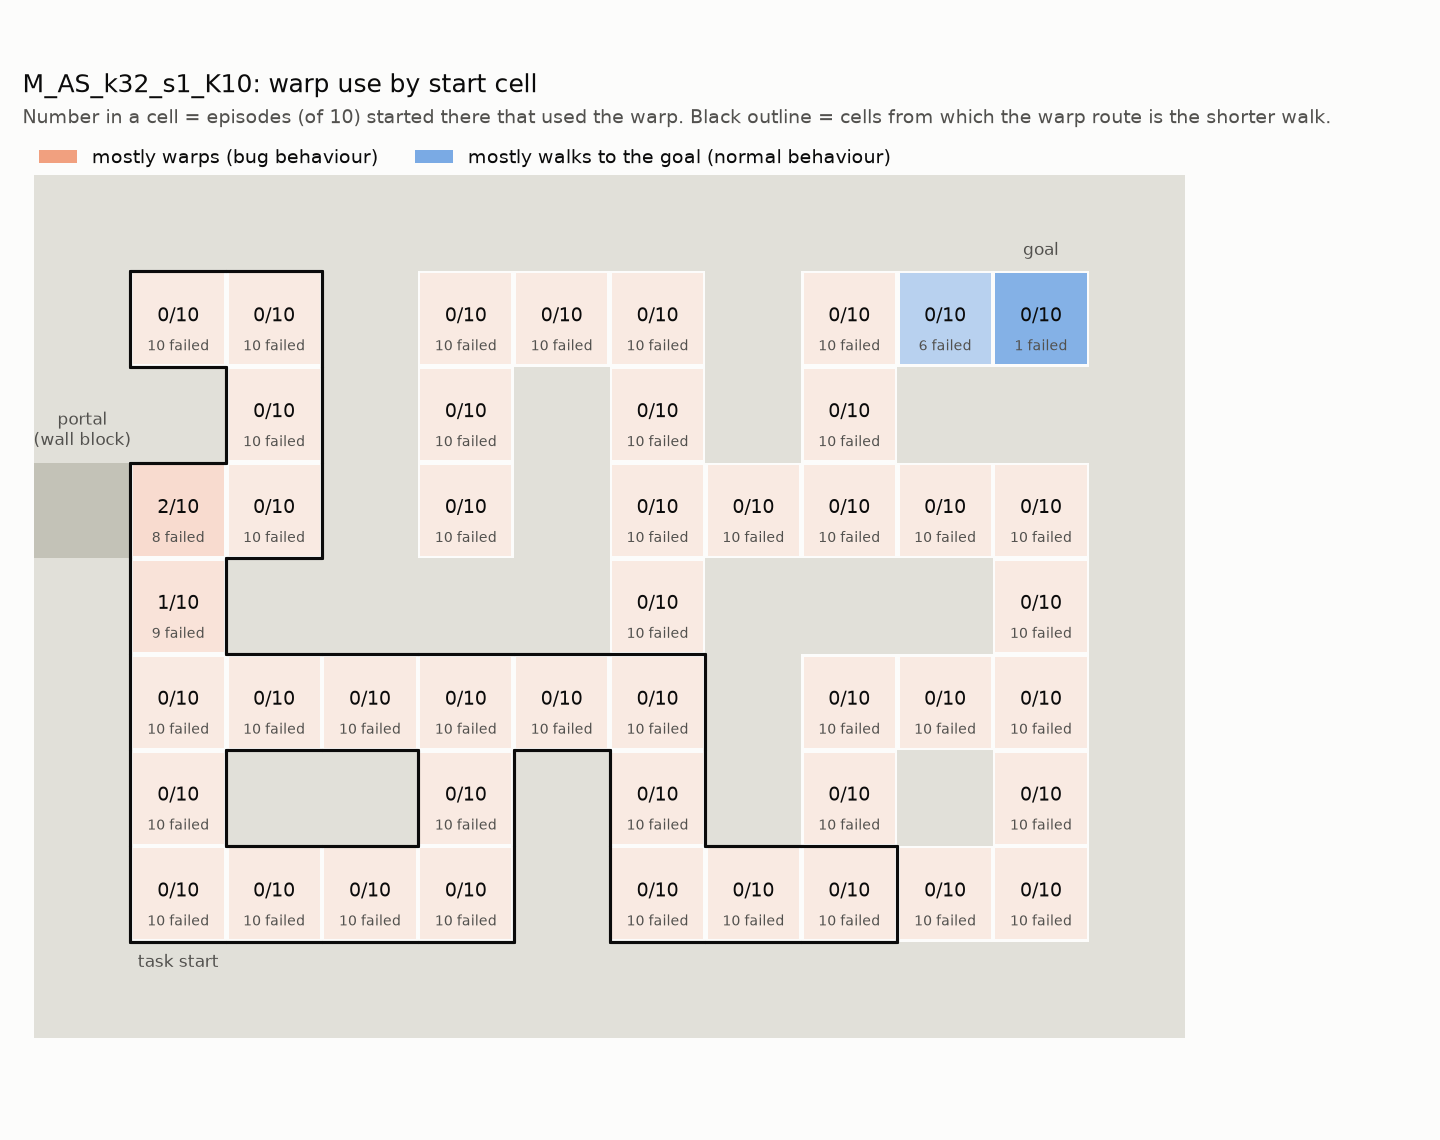 M_AS_k32_s1_K10: warp use by start cell
Number in a cell = episodes (of 10) started there that used the warp. Black outline = cells from which the warp route is the shorter walk.
mostly warps (bug behaviour) mostly walks to the goal (normal behaviour)
goal
0/10 0/10 0/10 0/10 0/10 0/10 0/10 0/10
10 failed 10 failed 10 failed 10 failed 10 failed 10 failed 6 failed 1 failed
portal
(wall block)
0/10 0/10 0/10 0/10
10 failed 10 failed 10 failed 10 failed
2/10 0/10 0/10 0/10 0/10 0/10 0/10 0/10
8 failed 10 failed 10 failed 10 failed 10 failed 10 failed 10 failed 10 failed
1/10 0/10 0/10
9 failed 10 failed 10 failed
0/10 0/10 0/10 0/10 0/10 0/10 0/10 0/10 0/10
10 failed 10 failed 10 failed 10 failed 10 failed 10 failed 10 failed 10 failed 10 failed
0/10 0/10 0/10 0/10 0/10
10 failed 10 failed 10 failed 10 failed 10 failed
0/10 0/10 0/10 0/10 0/10 0/10 0/10 0/10 0/10
10 failed 10 failed 10 failed 10 failed 10 failed 10 failed 10 failed 10 failed 10 failed
task start